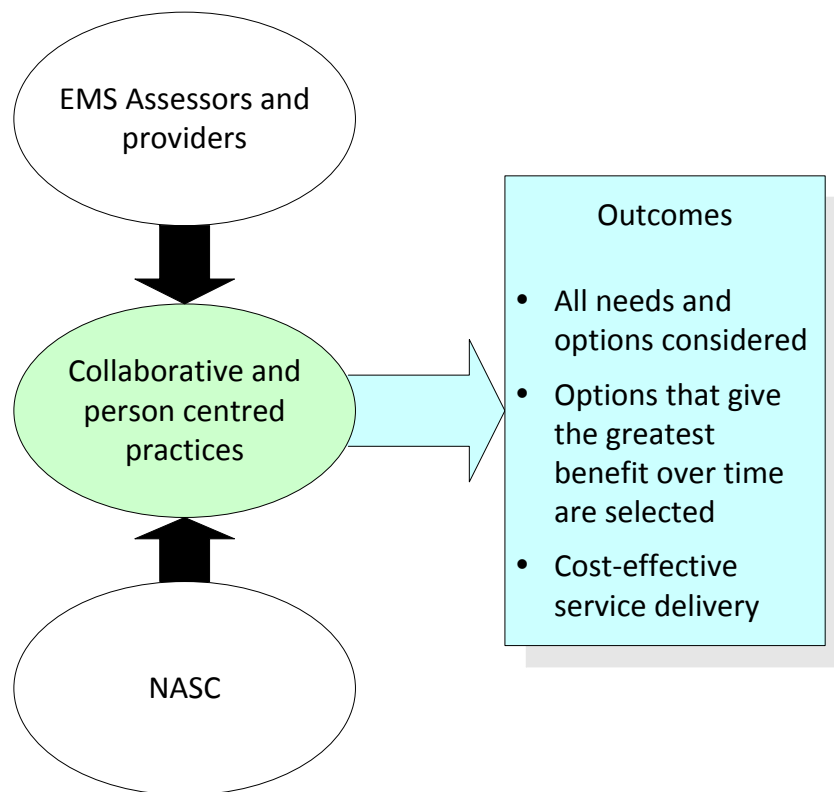 EMS Assessors and
providers
Collaborative and
person centred
practices
NASC
Outcomes
• All needs and
options considered
• Options that give
the greatest
benefit over time
are selected
• Cost-effective
service delivery